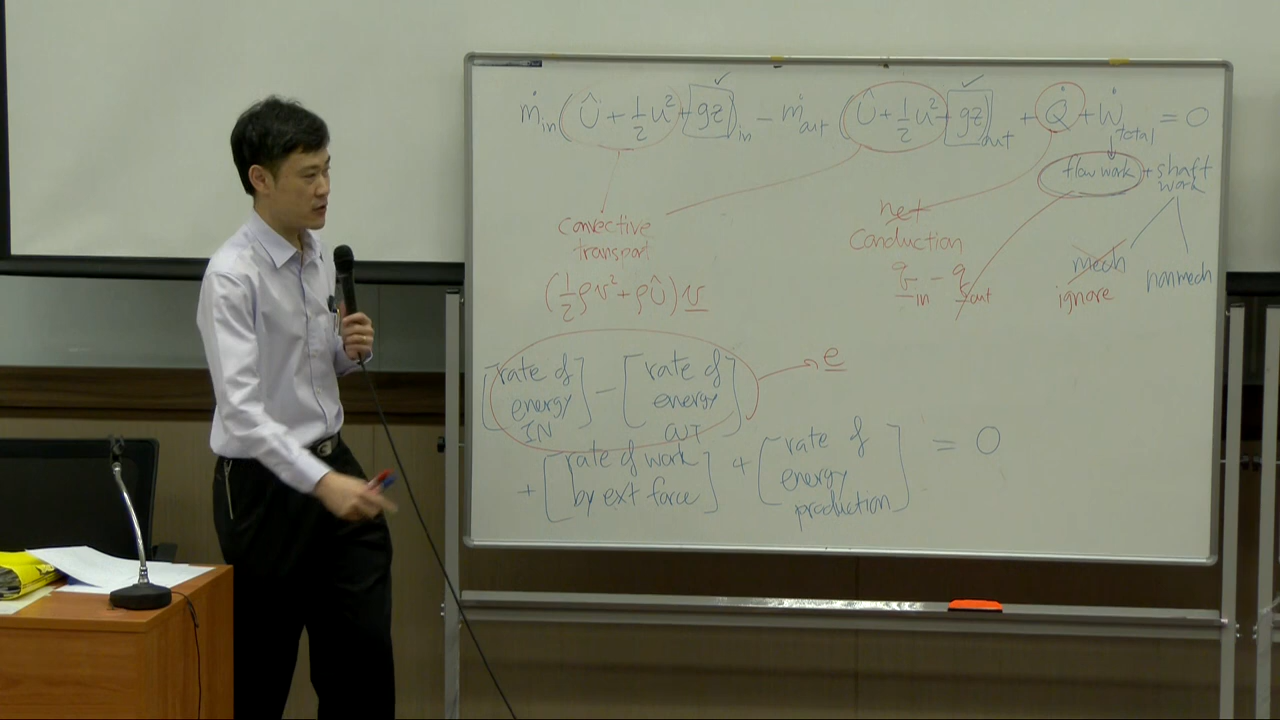 ṁin (Û + ½u² + gz)in − ṁout (Û + ½u² + gz)out + Q̇ + Ẇtotal = 0
flow work + shaft work
convective transport
net
Conduction
q in − q out
mech
ignore
nonmech
(½ρv² + ρÛ) v
[rate of energy IN] − [rate of energy OUT] → e
+ [rate of work by ext force] + [rate of energy production] = 0